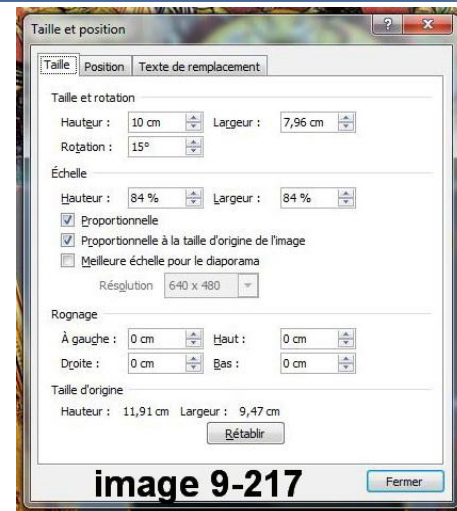 Taille et position
Taille Position Texte de remplacement
Taille et rotation
Hauteur : 10 cm Largeur : 7,96 cm
Rotation : 15°
Échelle
Hauteur : 84 % Largeur : 84 %
Proportionnelle
Proportionnelle à la taille d'origine de l'image
Meilleure échelle pour le diaporama
Résolution 640 x 480
Rognage
À gauche : 0 cm Haut : 0 cm
Droite : 0 cm Bas : 0 cm
Taille d'origine
Hauteur : 11,91 cm Largeur : 9,47 cm
Rétablir
image 9-217
Fermer